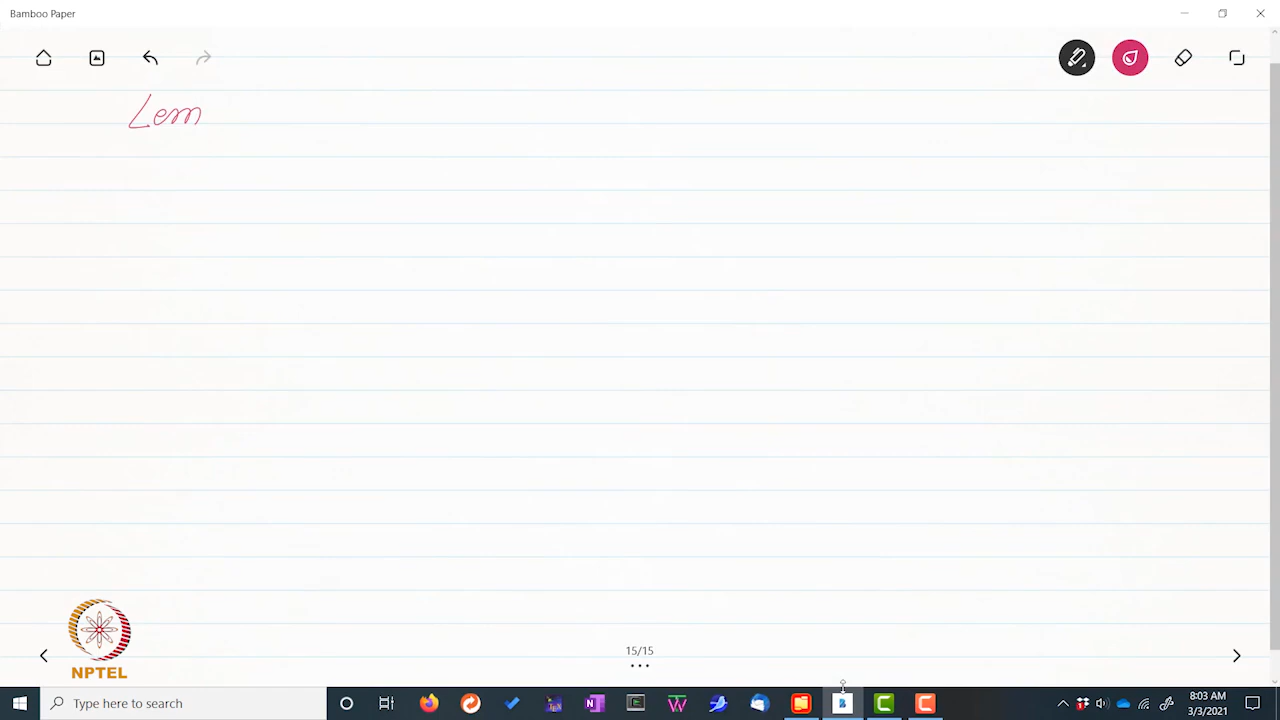 Bamboo Paper
Lem
15/15
NPTEL
Type here to search
8:03 AM
3/3/2021